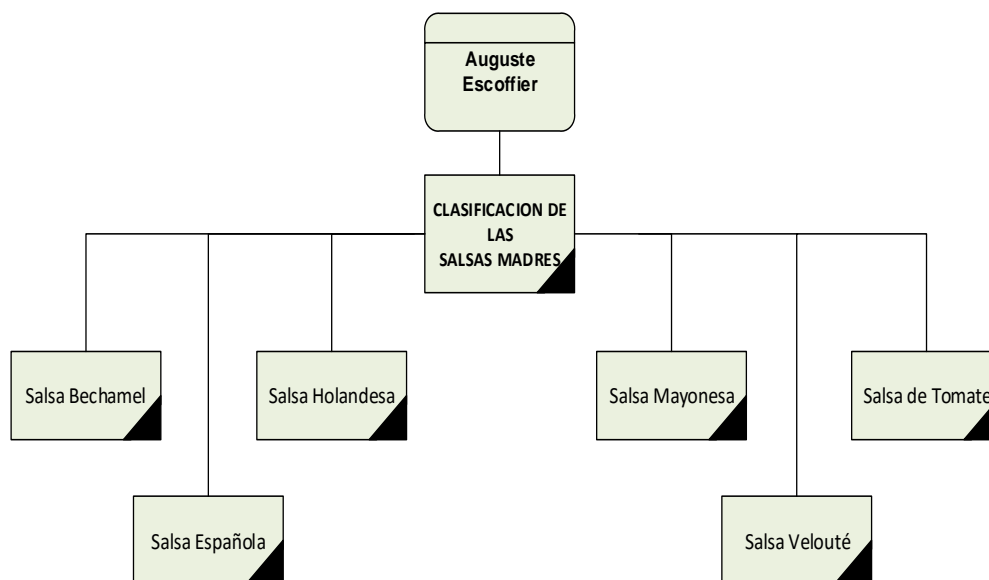 Auguste
Escoffier
CLASIFICACION DE
LAS
SALSAS MADRES
Salsa Bechamel
Salsa Holandesa
Salsa Mayonesa
Salsa de Tomate
Salsa Española
Salsa Velouté